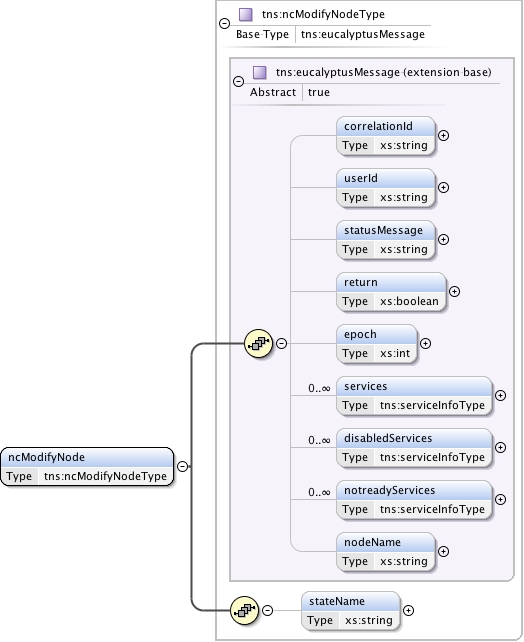 tns:ncModifyNodeType
Base Type tns:eucalyptusMessage
tns:eucalyptusMessage (extension base)
Abstract true
correlationId
Type xs:string
userId
Type xs:string
statusMessage
Type xs:string
return
Type xs:boolean
epoch
Type xs:int
0..∞ services
Type tns:serviceInfoType
0..∞ disabledServices
Type tns:serviceInfoType
0..∞ notreadyServices
Type tns:serviceInfoType
nodeName
Type xs:string
ncModifyNode
Type tns:ncModifyNodeType
stateName
Type xs:string